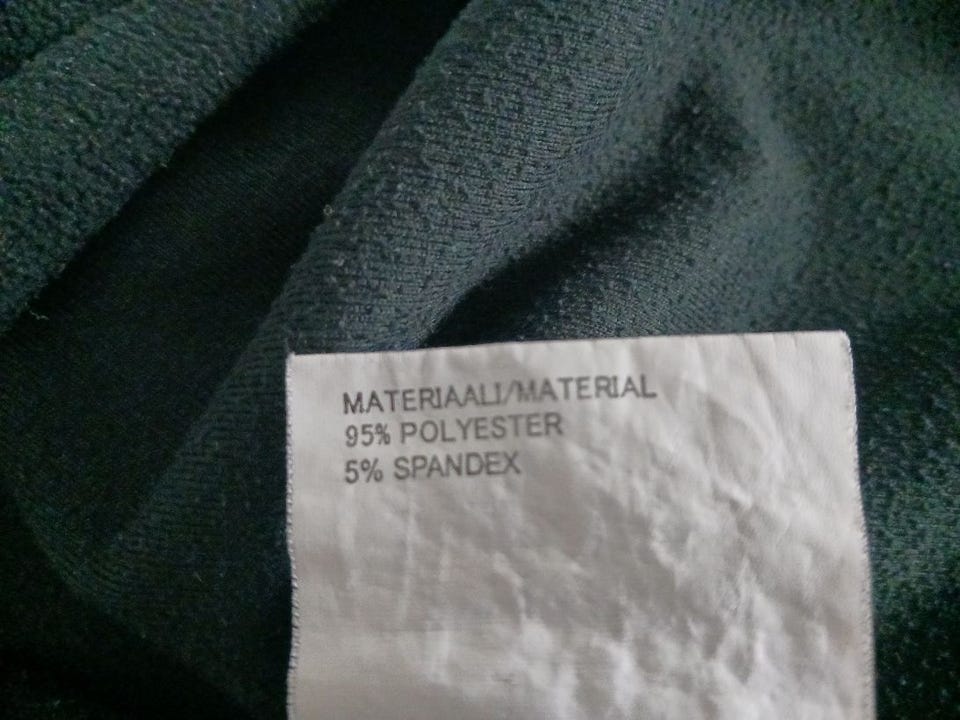 MATERIAALI/MATERIAL
95% POLYESTER
5% SPANDEX